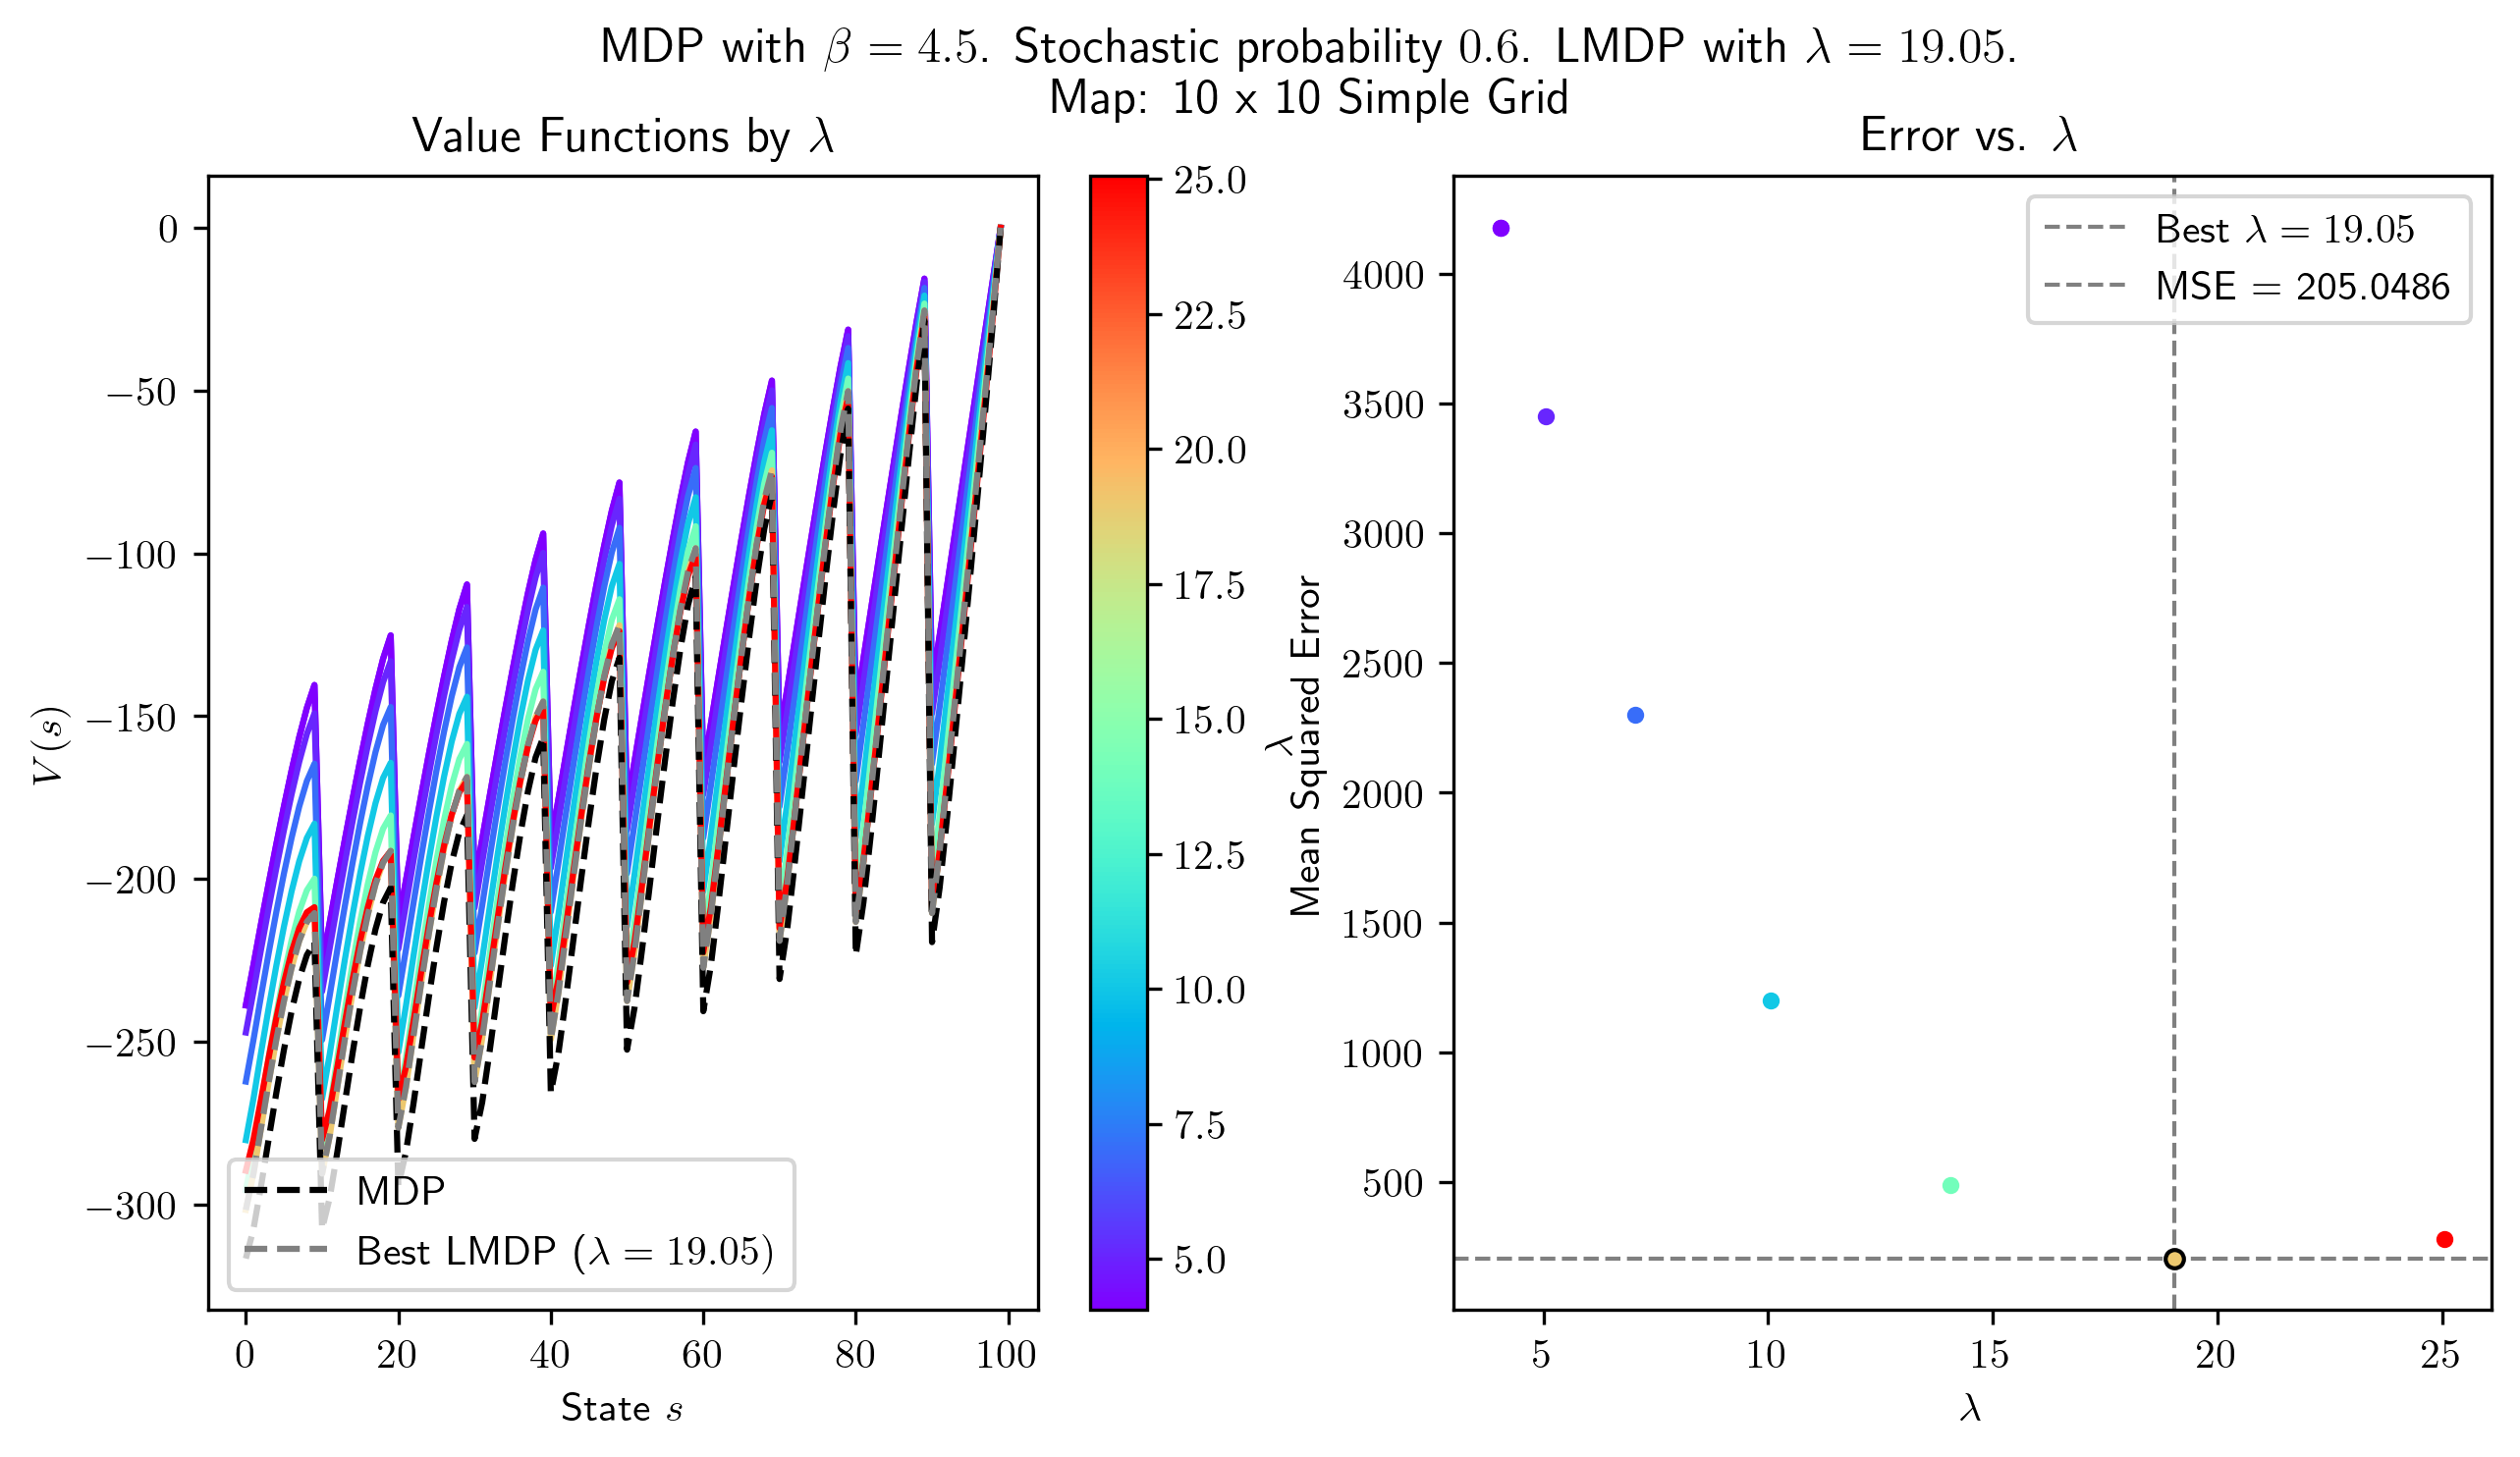 MDP with β = 4.5. Stochastic probability 0.6. LMDP with λ = 19.05.
Map: 10 x 10 Simple Grid
Value Functions by λ
0
−50
−100
−150
−200
−250
−300
V(s)
0 20 40 60 80 100
State s
MDP
Best LMDP (λ = 19.05)
25.0
22.5
20.0
17.5
15.0
12.5
10.0
7.5
5.0
λ
Error vs. λ
Mean Squared Error
4000
3500
3000
2500
2000
1500
1000
500
5 10 15 20 25
λ
Best λ = 19.05
MSE = 205.0486